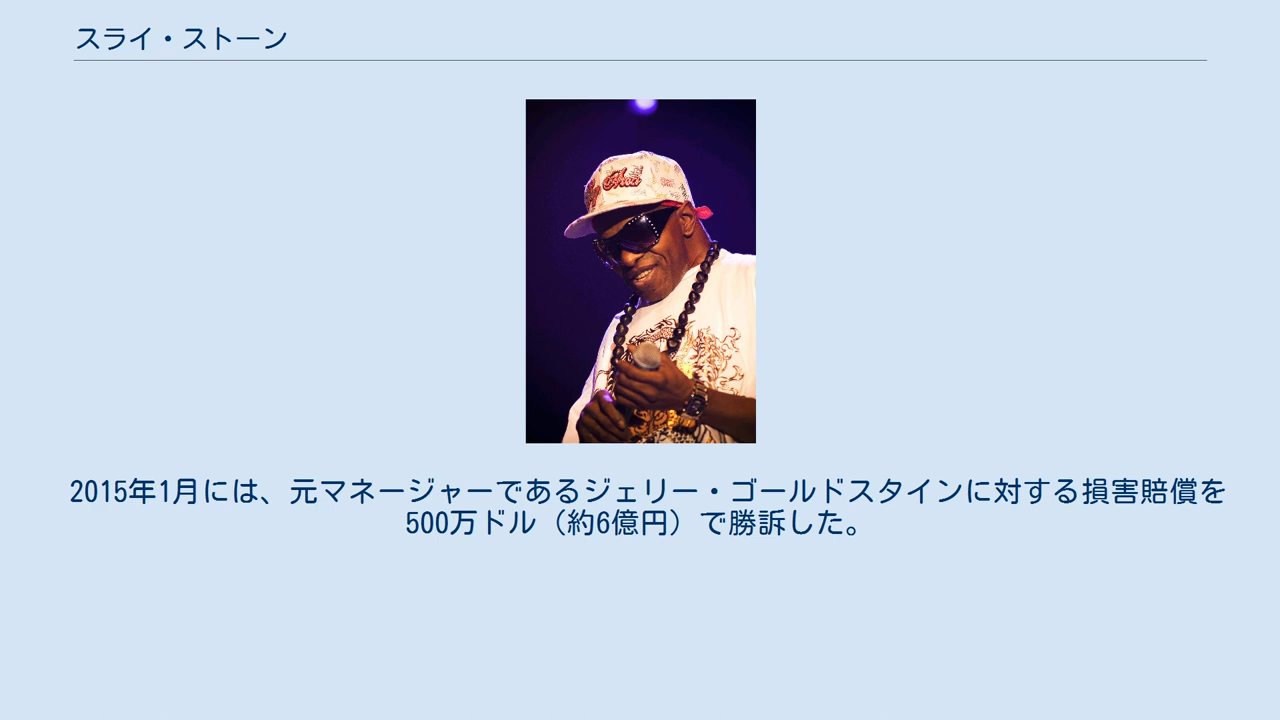 スライ・ストーン
2015年1月には、元マネージャーであるジェリー・ゴールドスタインに対する損害賠償を
500万ドル（約6億円）で勝訴した。